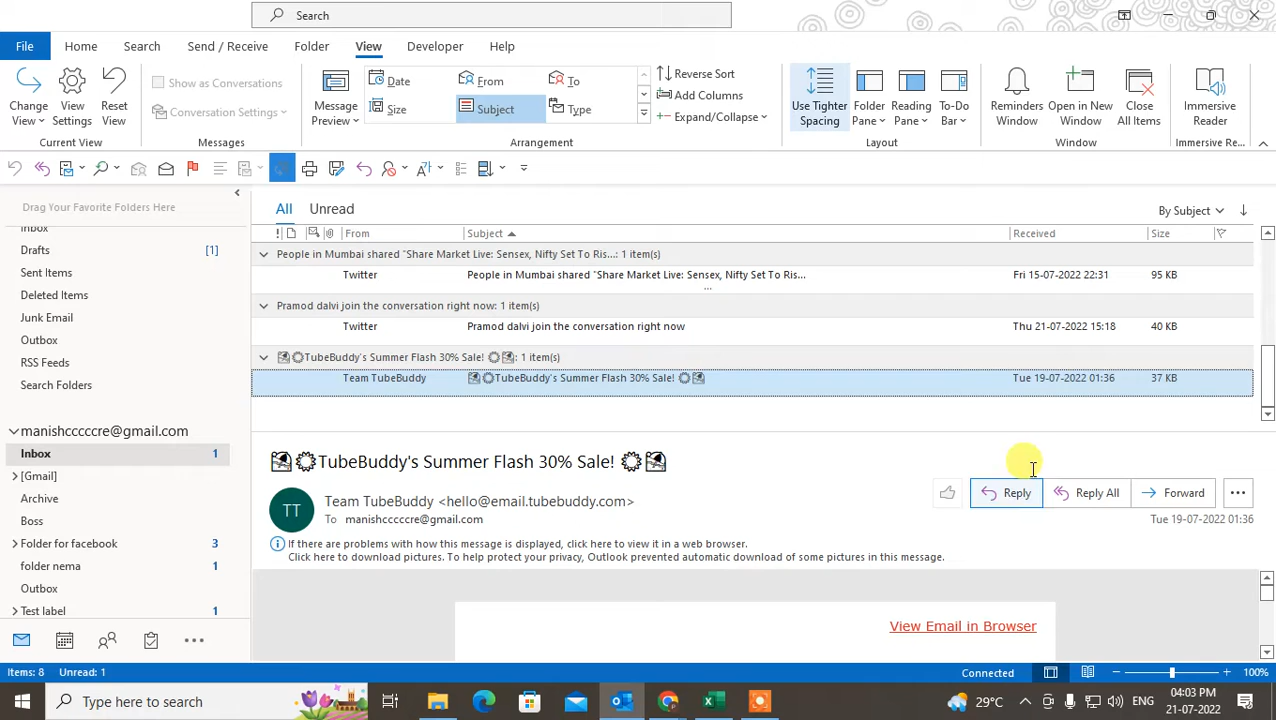 Search
File Home Search Send / Receive Folder View Developer Help
Show as Conversations
Conversation Settings
Change View
View Settings
Reset View
Message Preview
Date From To
Size Subject Type
Reverse Sort
Add Columns
Expand/Collapse
Use Tighter Spacing
Folder Pane
Reading Pane
To-Do Bar
Reminders Window
Open in New Window
Close All Items
Immersive Reader
Current View Messages Arrangement Layout Window Immersive Re...
Drag Your Favorite Folders Here
Inbox
Drafts [1]
Sent Items
Deleted Items
Junk Email
Outbox
RSS Feeds
Search Folders
manishcccccre@gmail.com
Inbox 1
[Gmail]
Archive
Boss
Folder for facebook 3
folder nema 1
Outbox
Test label 1
All Unread
By Subject
From Subject Received Size
People in Mumbai shared "Share Market Live: Sensex, Nifty Set To Ris...: 1 item(s)
Twitter People in Mumbai shared "Share Market Live: Sensex, Nifty Set To Ris... Fri 15-07-2022 22:31 95 KB
...
Pramod dalvi join the conversation right now: 1 item(s)
Twitter Pramod dalvi join the conversation right now Thu 21-07-2022 15:18 40 KB
TubeBuddy's Summer Flash 30% Sale! : 1 item(s)
Team TubeBuddy TubeBuddy's Summer Flash 30% Sale! Tue 19-07-2022 01:36 37 KB
TubeBuddy's Summer Flash 30% Sale!
TT
Team TubeBuddy <hello@email.tubebuddy.com>
To manishcccccre@gmail.com
Reply Reply All Forward
Tue 19-07-2022 01:36
If there are problems with how this message is displayed, click here to view it in a web browser.
Click here to download pictures. To help protect your privacy, Outlook prevented automatic download of some pictures in this message.
View Email in Browser
Items: 8 Unread: 1 Connected 100%
Type here to search
29°C ENG
04:03 PM
21-07-2022